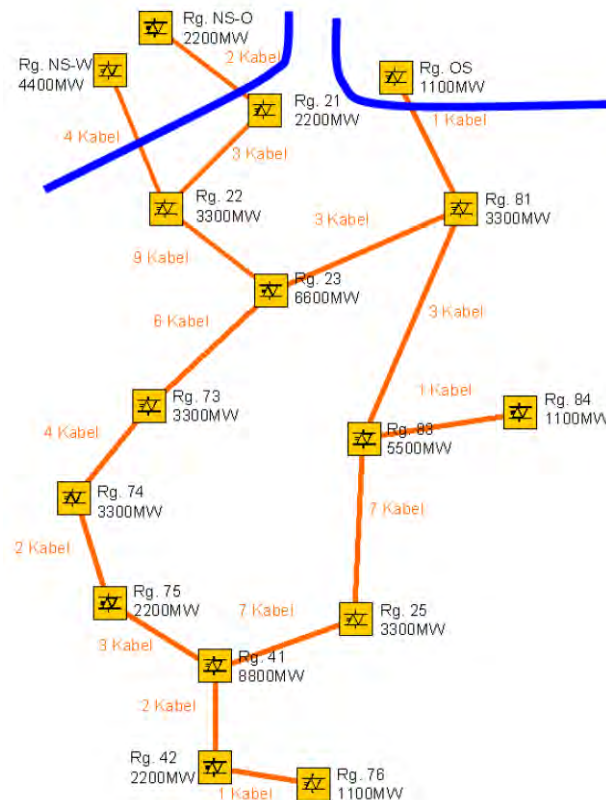 Rg. NS-O
2200MW
2 Kabel
Rg. NS-W
4400MW
Rg. OS
1100MW
Rg. 21
2200MW
1 Kabel
4 Kabel
3 Kabel
Rg. 22
3300MW
Rg. 81
3300MW
3 Kabel
9 Kabel
Rg. 23
6600MW
3 Kabel
6 Kabel
Rg. 73
3300MW
1 Kabel
Rg. 84
1100MW
4 Kabel
Rg. 83
5500MW
Rg. 74
3300MW
7 Kabel
2 Kabel
Rg. 75
2200MW
7 Kabel
Rg. 25
3300MW
3 Kabel
Rg. 41
8800MW
2 Kabel
Rg. 42
2200MW
Rg. 76
1100MW
1 Kabel